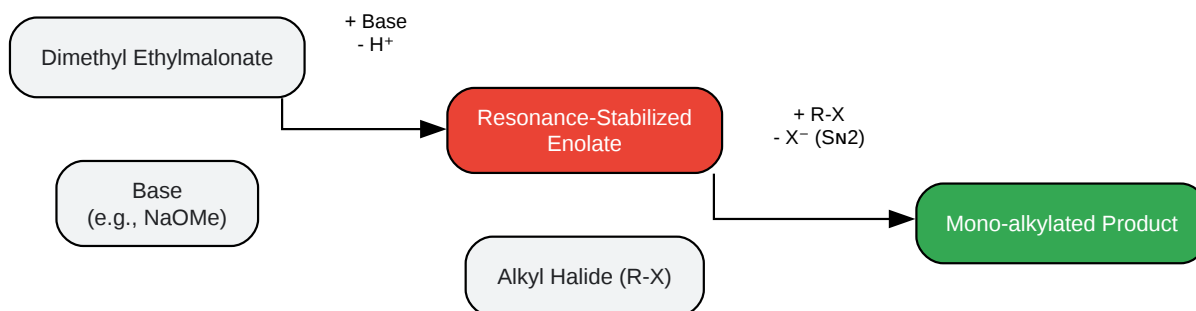 Dimethyl Ethylmalonate
+ Base
- H⁺
Resonance-Stabilized
Enolate
+ R-X
- X⁻ (Sɴ2)
Base
(e.g., NaOMe)
Mono-alkylated Product
Alkyl Halide (R-X)